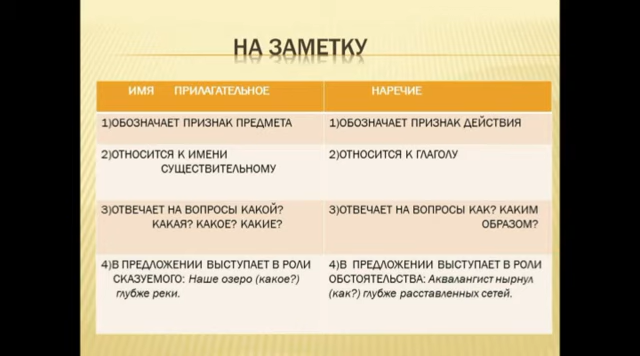 НА ЗАМЕТКУ
ИМЯ ПРИЛАГАТЕЛЬНОЕ
НАРЕЧИЕ
1)ОБОЗНАЧАЕТ ПРИЗНАК ПРЕДМЕТА
1)ОБОЗНАЧАЕТ ПРИЗНАК ДЕЙСТВИЯ
2)ОТНОСИТСЯ К ИМЕНИ
СУЩЕСТВИТЕЛЬНОМУ
2)ОТНОСИТСЯ К ГЛАГОЛУ
3)ОТВЕЧАЕТ НА ВОПРОСЫ КАКОЙ?
КАКАЯ? КАКОЕ? КАКИЕ?
3)ОТВЕЧАЕТ НА ВОПРОСЫ КАК? КАКИМ
ОБРАЗОМ?
4)В ПРЕДЛОЖЕНИИ ВЫСТУПАЕТ В РОЛИ
СКАЗУЕМОГО: Наше озеро (какое?)
глубже реки.
4)В ПРЕДЛОЖЕНИИ ВЫСТУПАЕТ В РОЛИ
ОБСТОЯТЕЛЬСТВА: Аквалангист нырнул
(как?) глубже расставленных сетей.